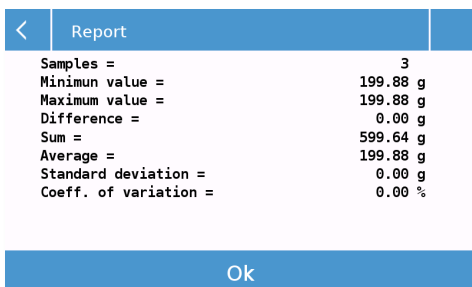 Report
Samples = 3
Minimun value = 199.88 g
Maximum value = 199.88 g
Difference = 0.00 g
Sum = 599.64 g
Average = 199.88 g
Standard deviation = 0.00 g
Coeff. of variation = 0.00 %
Ok